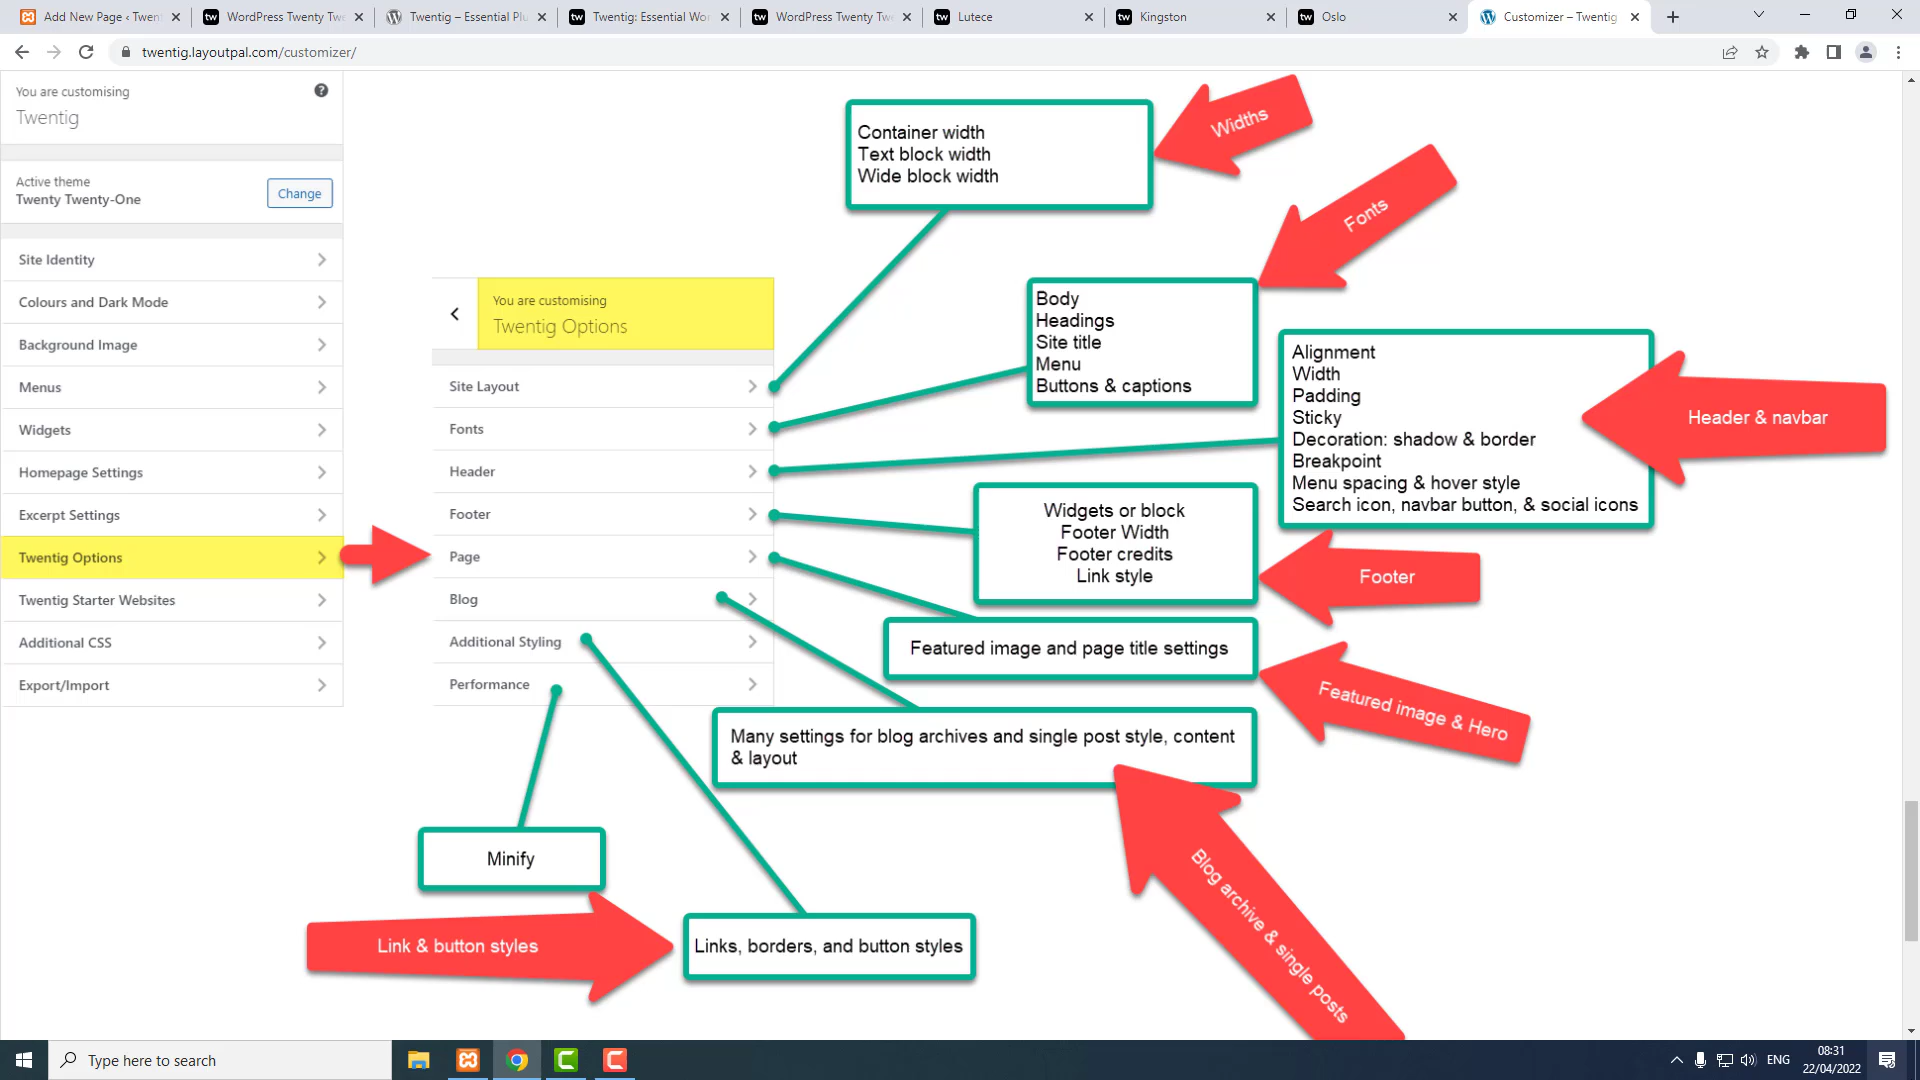 Add New Page ‹ Twen
WordPress Twenty Twe
Twentig – Essential Plu
Twentig: Essential Wor
WordPress Twenty Twe
Lutece
Kingston
Oslo
Customizer – Twentig
twentig.layoutpal.com/customizer/
You are customising
Twentig
Active theme
Twenty Twenty-One
Change
Site Identity
Colours and Dark Mode
Background Image
Menus
Widgets
Homepage Settings
Excerpt Settings
Twentig Options
Twentig Starter Websites
Additional CSS
Export/Import
You are customising
Twentig Options
Site Layout
Fonts
Header
Footer
Page
Blog
Additional Styling
Performance
Container width
Text block width
Wide block width
Widths
Body
Headings
Site title
Menu
Buttons & captions
Fonts
Alignment
Width
Padding
Sticky
Decoration: shadow & border
Breakpoint
Menu spacing & hover style
Search icon, navbar button, & social icons
Header & navbar
Widgets or block
Footer Width
Footer credits
Link style
Footer
Featured image and page title settings
Featured image & Hero
Many settings for blog archives and single post style, content
& layout
Blog archive & single posts
Minify
Link & button styles
Links, borders, and button styles
Type here to search
ENG
08:31
22/04/2022